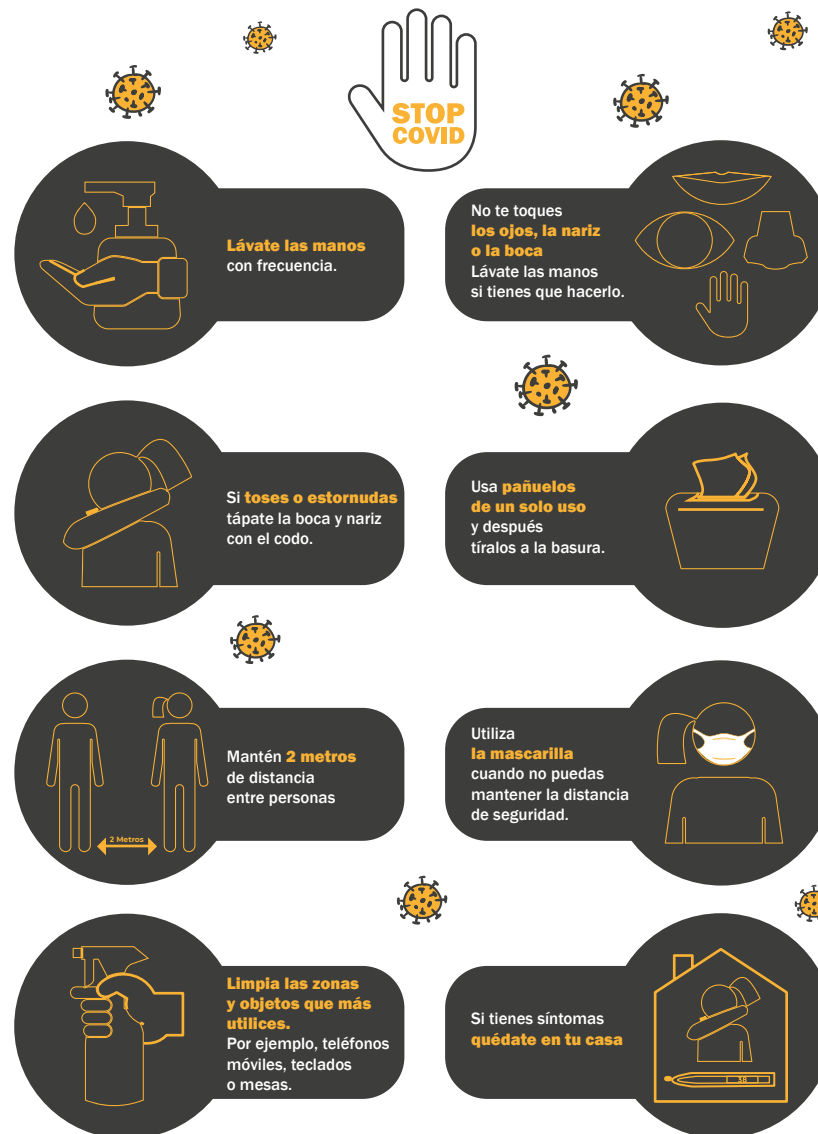 STOP
COVID
Lávate las manos
con frecuencia.
No te toques
los ojos, la nariz
o la boca
Lávate las manos
si tienes que hacerlo.
Si toses o estornudas
tápate la boca y nariz
con el codo.
Usa pañuelos
de un solo uso
y después
tíralos a la basura.
2 Metros
Mantén 2 metros
de distancia
entre personas
Utiliza
la mascarilla
cuando no puedas
mantener la distancia
de seguridad.
Limpia las zonas
y objetos que más
utilices.
Por ejemplo, teléfonos
móviles, teclados
o mesas.
Si tienes síntomas
quédate en tu casa
38